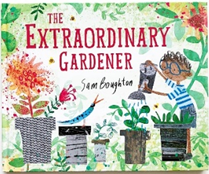 THE
EXTRAORDINARY
GARDENER
Sam Boughton